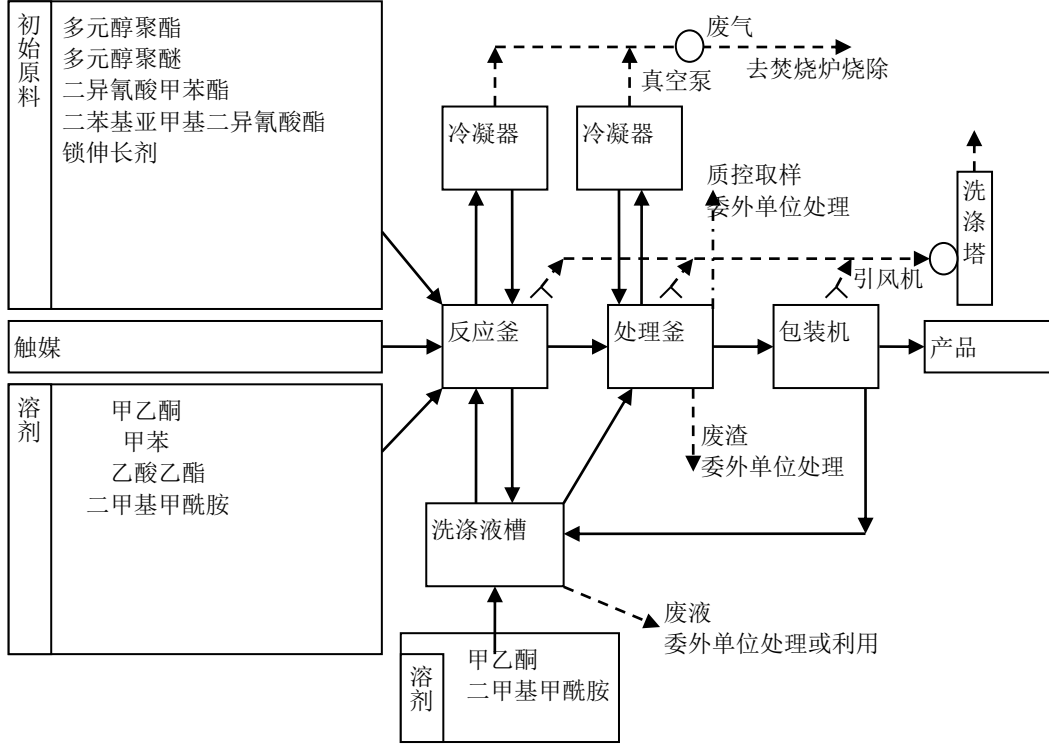 初始原料
多元醇聚酯
多元醇聚醚
二异氰酸甲苯酯
二苯基亚甲基二异氰酸酯
锁伸长剂
废气
真空泵
去焚烧炉烧除
冷凝器
冷凝器
质控取样
委外单位处理
洗涤塔
引风机
触媒
反应釜
处理釜
包装机
产品
溶剂
甲乙酮
甲苯
乙酸乙酯
二甲基甲酰胺
废渣
委外单位处理
洗涤液槽
废液
委外单位处理或利用
溶剂
甲乙酮
二甲基甲酰胺